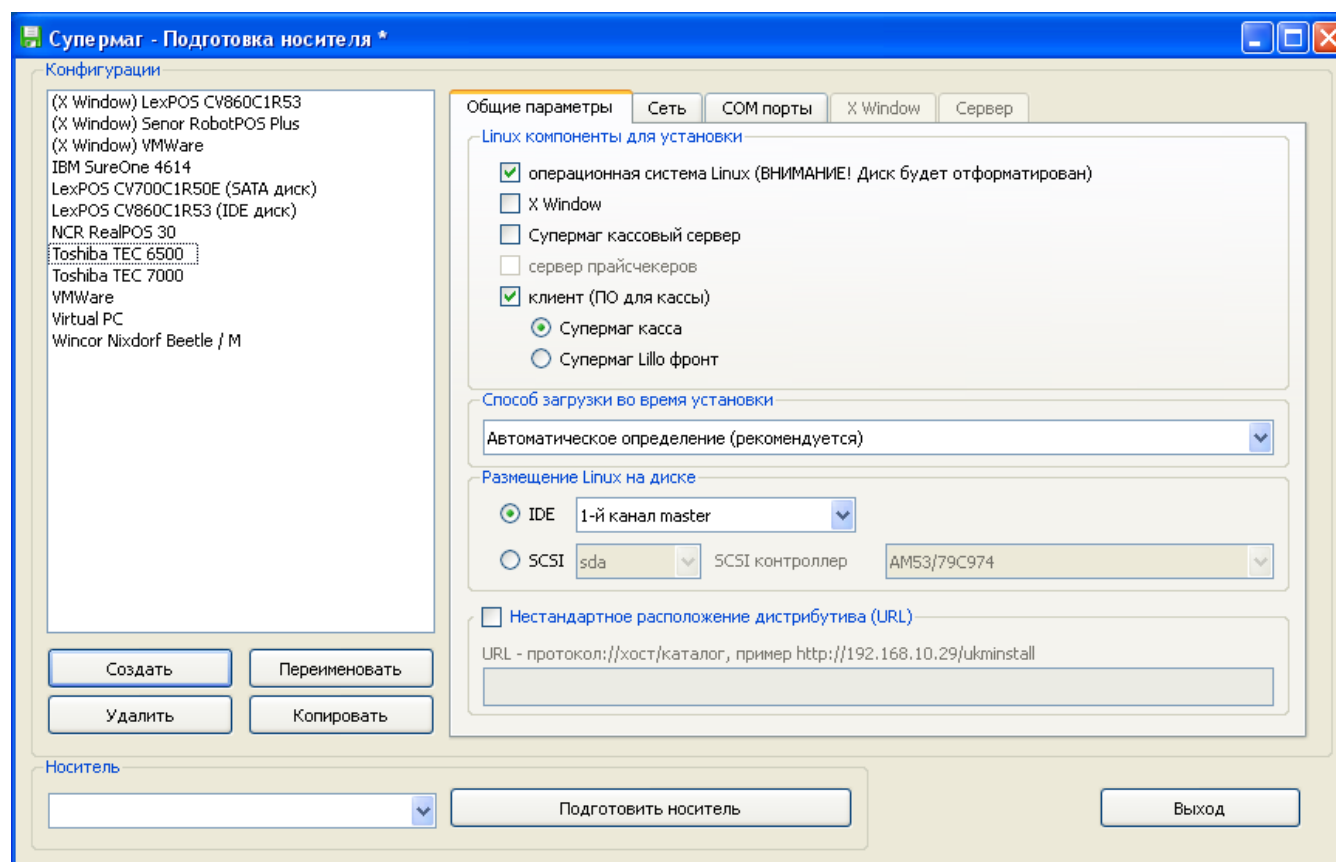 Супермаг - Подготовка носителя *
Конфигурации
(X Window) LexPOS CV860C1R53
(X Window) Senor RobotPOS Plus
(X Window) VMWare
IBM SureOne 4614
LexPOS CV700C1R50E (SATA диск)
LexPOS CV860C1R53 (IDE диск)
NCR RealPOS 30
Toshiba TEC 6500
Toshiba TEC 7000
VMWare
Virtual PC
Wincor Nixdorf Beetle / M
Создать
Переименовать
Удалить
Копировать
Общие параметры
Сеть
COM порты
X Window
Сервер
Linux компоненты для установки
операционная система Linux (ВНИМАНИЕ! Диск будет отформатирован)
X Window
Супермаг кассовый сервер
сервер прайсчекеров
клиент (ПО для кассы)
Супермаг касса
Супермаг Lillo фронт
Способ загрузки во время установки
Автоматическое определение (рекомендуется)
Размещение Linux на диске
IDE
1-й канал master
SCSI
sda
SCSI контроллер
AM53/79C974
Нестандартное расположение дистрибутива (URL)
URL - протокол://хост/каталог, пример http://192.168.10.29/ukminstall
Носитель
Подготовить носитель
Выход